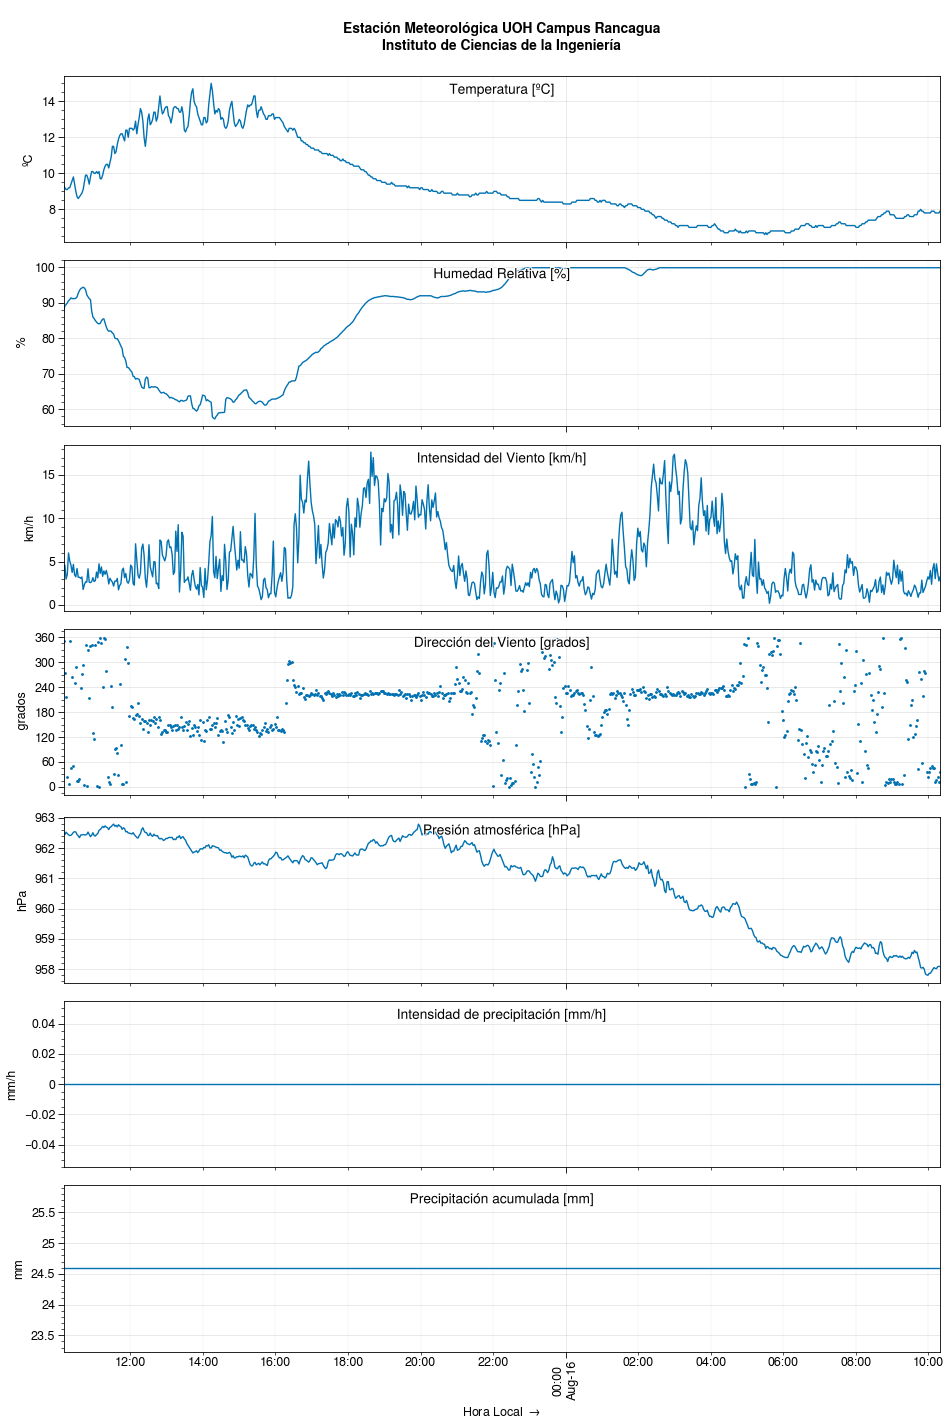 Estación Meteorológica UOH Campus Rancagua
Instituto de Ciencias de la Ingeniería
Temperatura [ºC]
14
12
10
8
ºC
Humedad Relativa [%]
100
90
80
70
60
%
Intensidad del Viento [km/h]
15
10
5
0
km/h
Dirección del Viento [grados]
360
300
240
180
120
60
0
grados
Presión atmosférica [hPa]
963
962
961
960
959
958
hPa
Intensidad de precipitación [mm/h]
0.04
0.02
0
−0.02
−0.04
mm/h
Precipitación acumulada [mm]
25.5
25
24.5
24
23.5
mm
12:00 14:00 16:00 18:00 20:00 22:00 00:00 02:00 04:00 06:00 08:00 10:00
Aug-16
Hora Local →